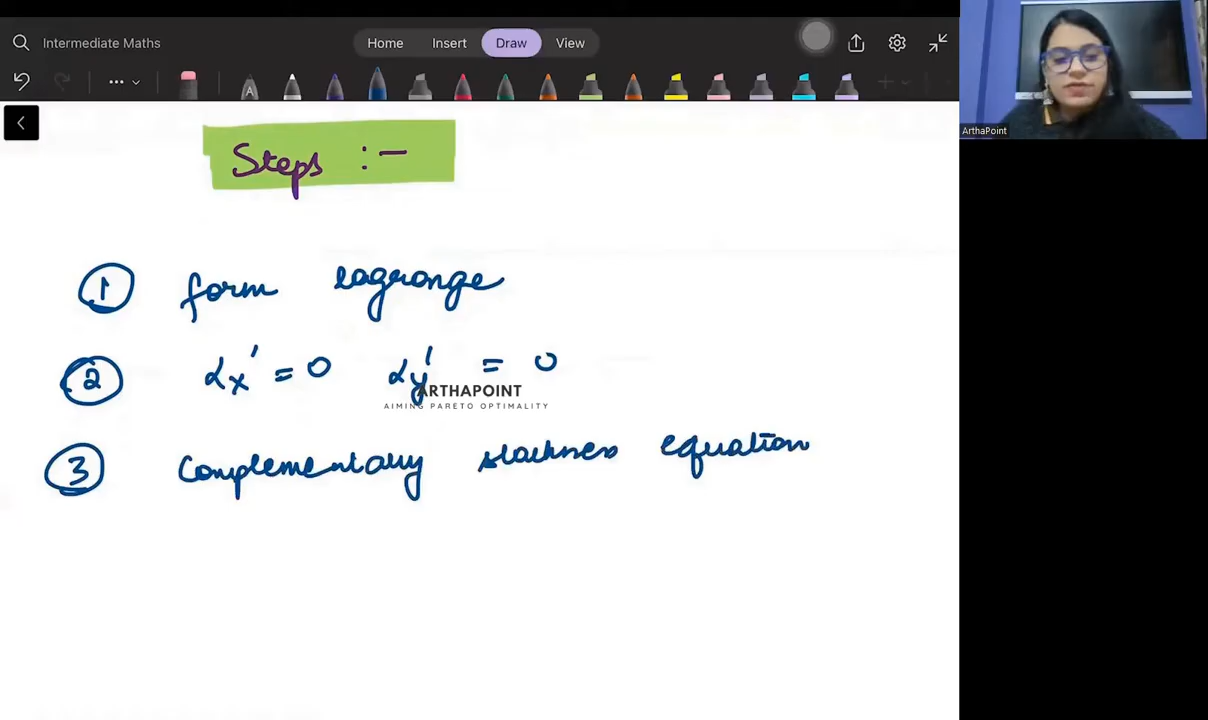 Intermediate Maths
Home Insert Draw View
A
ArthaPoint
Steps :-
① form lagrange
② ℒx' = 0 ℒy' = 0
ARTHAPOINT
AIMING PARETO OPTIMALITY
③ Complementary slackness equation